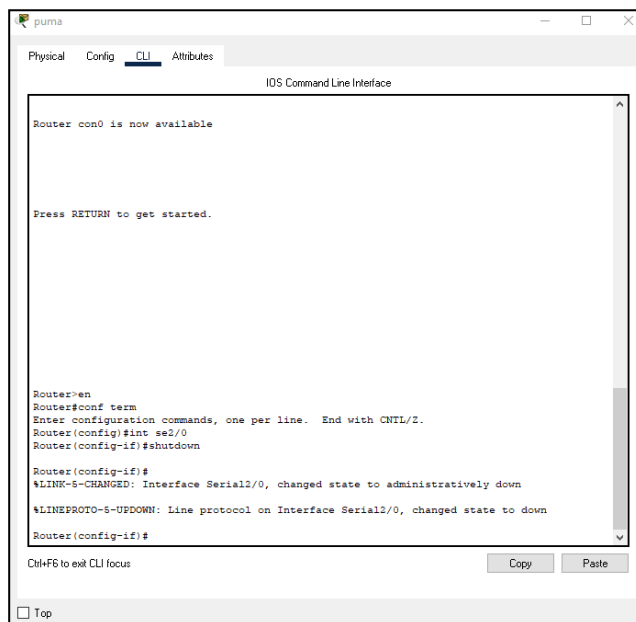 puma
Physical Config CLI Attributes
IOS Command Line Interface
Router con0 is now available
Press RETURN to get started.
Router>en
Router#conf term
Enter configuration commands, one per line.  End with CNTL/Z.
Router(config)#int se2/0
Router(config-if)#shutdown
Router(config-if)#
%LINK-5-CHANGED: Interface Serial2/0, changed state to administratively down
%LINEPROTO-5-UPDOWN: Line protocol on Interface Serial2/0, changed state to down
Router(config-if)#
Ctrl+F6 to exit CLI focus
Copy Paste
Top